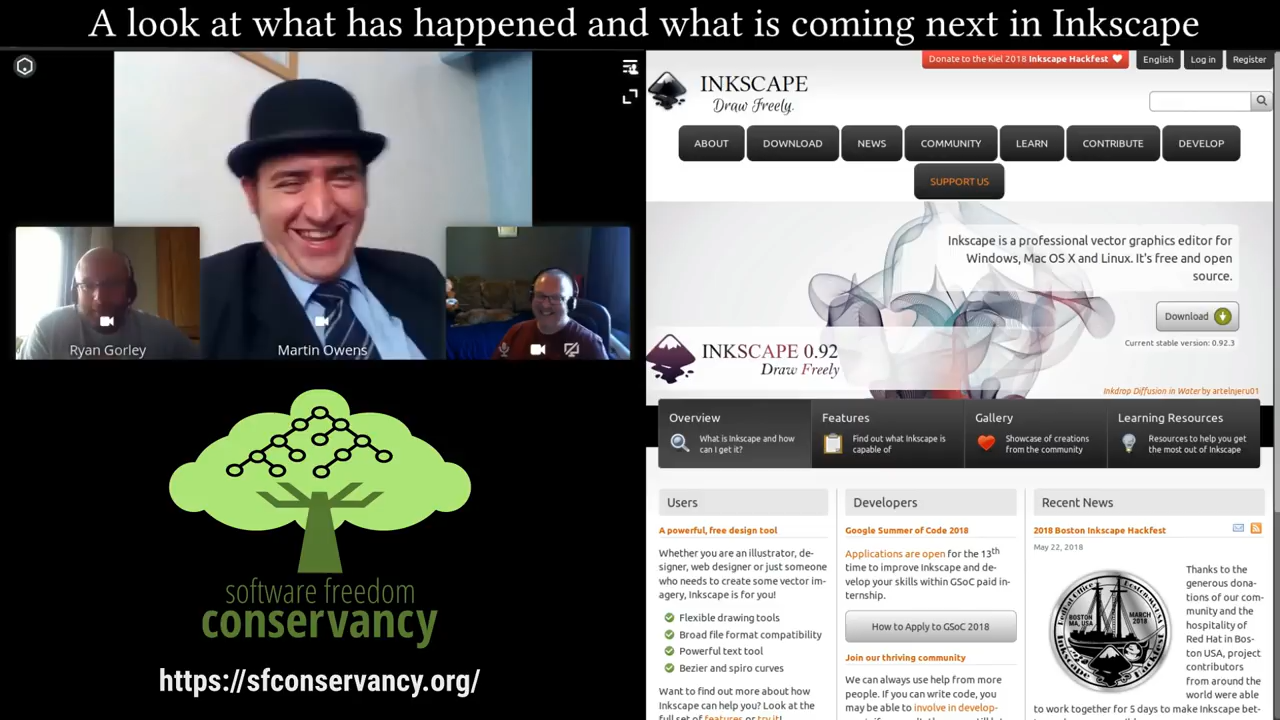 A look at what has happened and what is coming next in Inkscape
Ryan Gorley
Martin Owens
software freedom
conservancy
https://sfconservancy.org/
Donate to the Kiel 2018 Inkscape Hackfest
English
Log in
Register
INKSCAPE
Draw Freely.
ABOUT
DOWNLOAD
NEWS
COMMUNITY
LEARN
CONTRIBUTE
DEVELOP
SUPPORT US
Inkscape is a professional vector graphics editor for
Windows, Mac OS X and Linux. It's free and open
source.
Download
Current stable version: 0.92.3
INKSCAPE 0.92
Draw Freely
Inkdrop Diffusion in Water by artelnjeru01
Overview
What is Inkscape and how
can I get it?
Features
Find out what Inkscape is
capable of
Gallery
Showcase of creations
from the community
Learning Resources
Resources to help you get
the most out of Inkscape
Users
A powerful, free design tool
Whether you are an illustrator, de-
signer, web designer or just someone
who needs to create some vector im-
agery, Inkscape is for you!
Flexible drawing tools
Broad file format compatibility
Powerful text tool
Bezier and spiro curves
Want to find out more about how
Inkscape can help you? Look at the
full set of features or try it!
Developers
Google Summer of Code 2018
Applications are open for the 13th
time to improve Inkscape and de-
velop your skills within GSoC paid in-
ternship.
How to Apply to GSoC 2018
Join our thriving community
We can always use help from more
people. If you can write code, you
may be able to involve in develop-
Recent News
2018 Boston Inkscape Hackfest
May 22, 2018
BOSTON
MA, USA
MARCH
2018
Thanks to the
generous dona-
tions of our com-
munity and the
hospitality of
Red Hat in Bos-
ton USA, project
contributors
from around the
world were able
to work together for 5 days to make Inkscape bet-